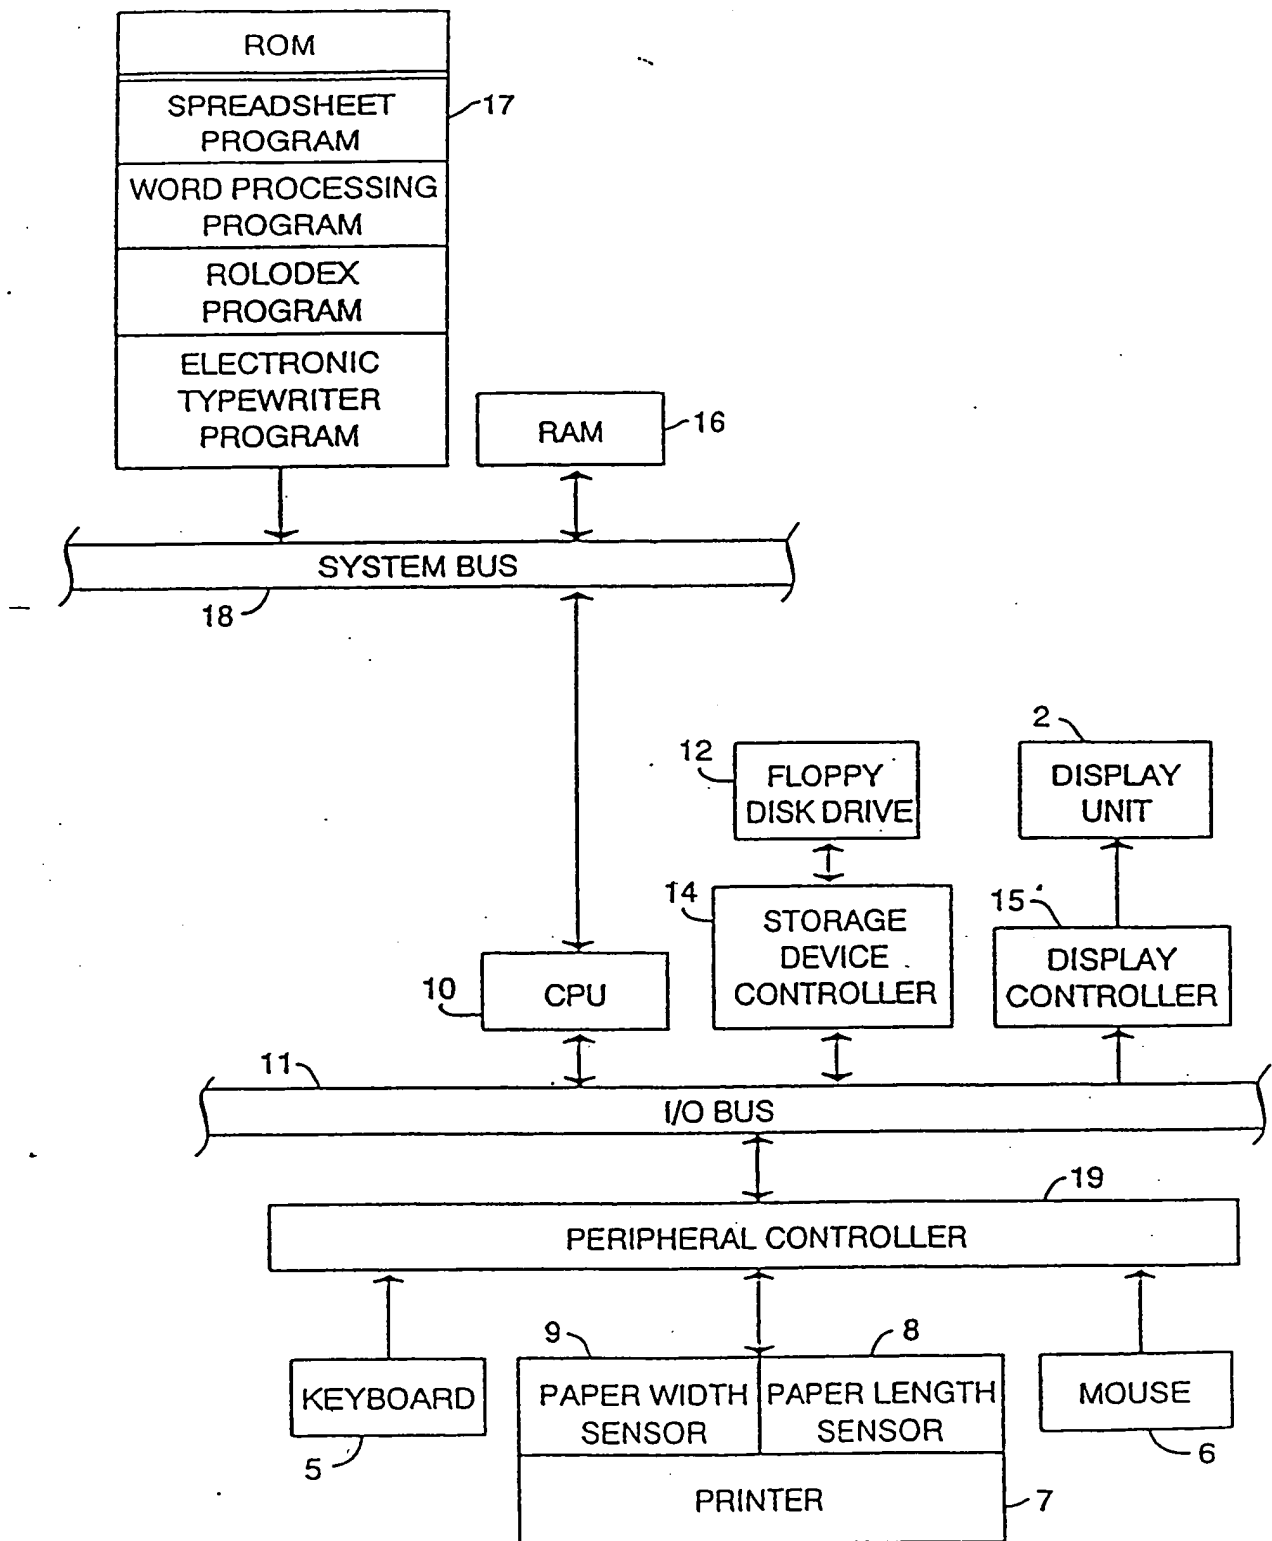 ROM
SPREADSHEET
PROGRAM
17
WORD PROCESSING
PROGRAM
ROLODEX
PROGRAM
ELECTRONIC
TYPEWRITER
PROGRAM
RAM
16
SYSTEM BUS
18
12
FLOPPY
DISK DRIVE
2
DISPLAY
UNIT
14
STORAGE
DEVICE
CONTROLLER
15
DISPLAY
CONTROLLER
10
CPU
11
I/O BUS
19
PERIPHERAL CONTROLLER
KEYBOARD
5
9
PAPER WIDTH
SENSOR
8
PAPER LENGTH
SENSOR
MOUSE
6
PRINTER
7